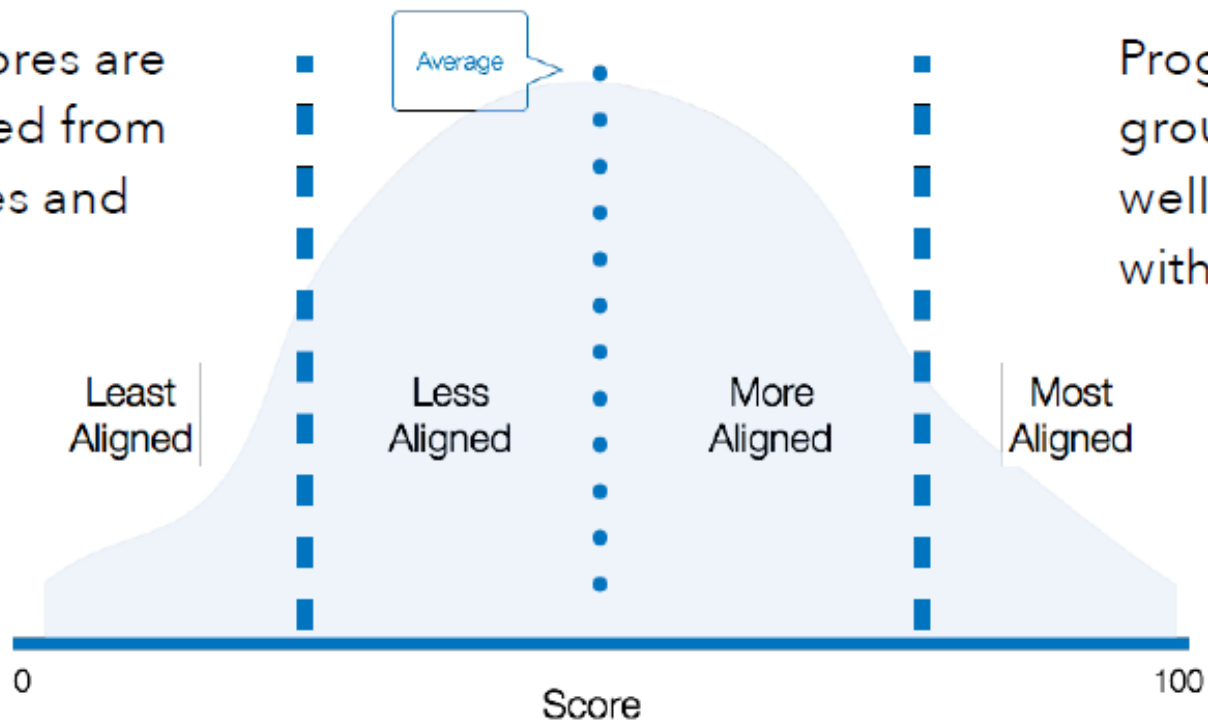 ores are
ed from
es and
Average
Prog
grou
well
with
Least
Aligned
Less
Aligned
More
Aligned
Most
Aligned
0
100
Score